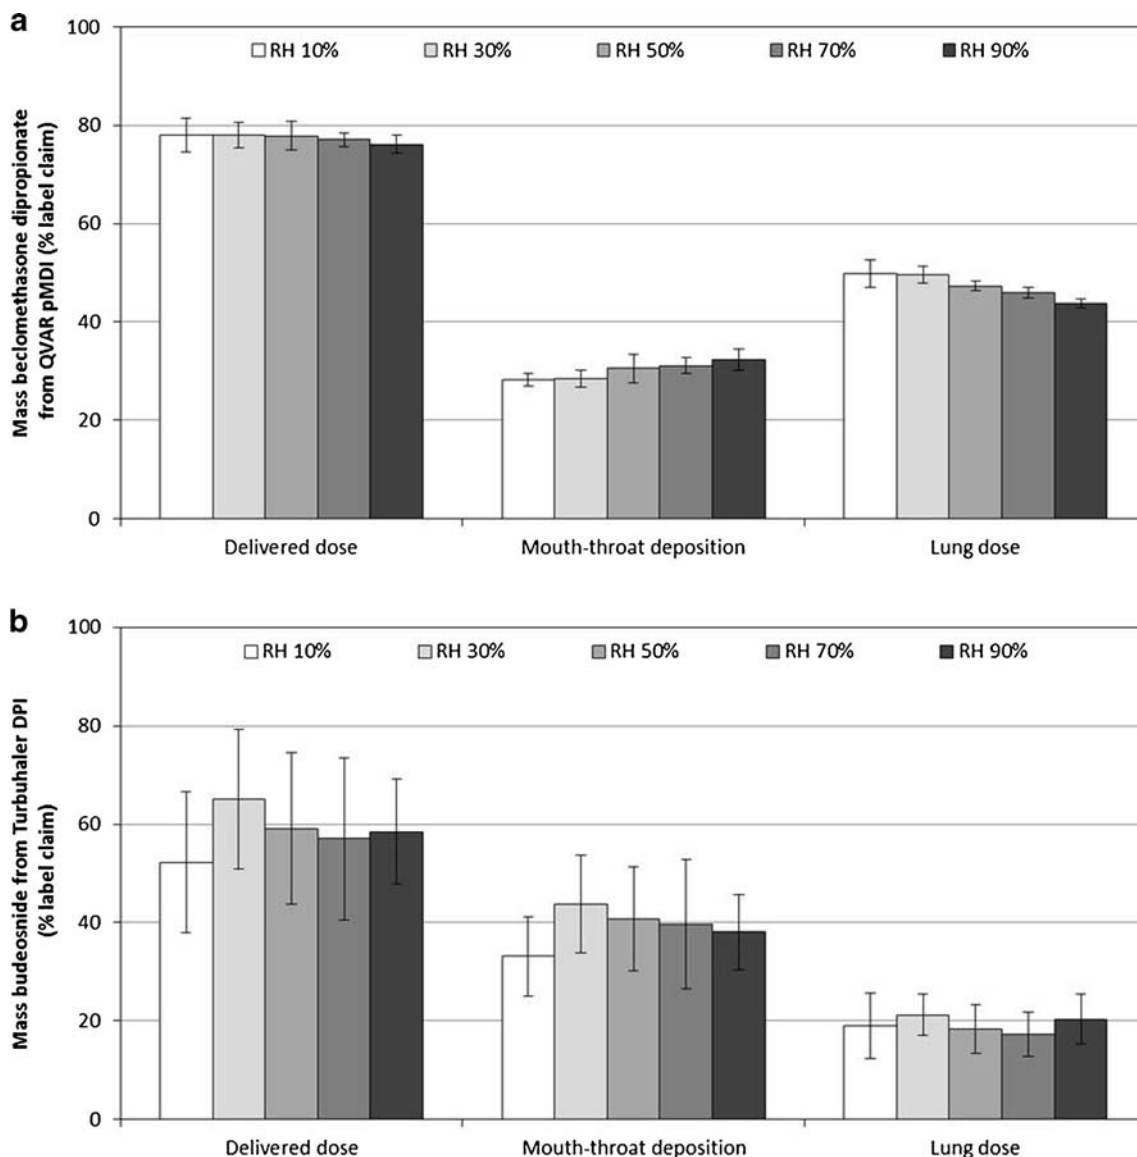 a
100
RH 10% RH 30% RH 50% RH 70% RH 90%
80
60
40
20
0
Mass beclomethasone dipropionate
from QVAR pMDI (% label claim)
Delivered dose Mouth-throat deposition Lung dose
b
100
RH 10% RH 30% RH 50% RH 70% RH 90%
80
60
40
20
0
Mass budeosnide from Turbuhaler DPI
(% label claim)
Delivered dose Mouth-throat deposition Lung dose